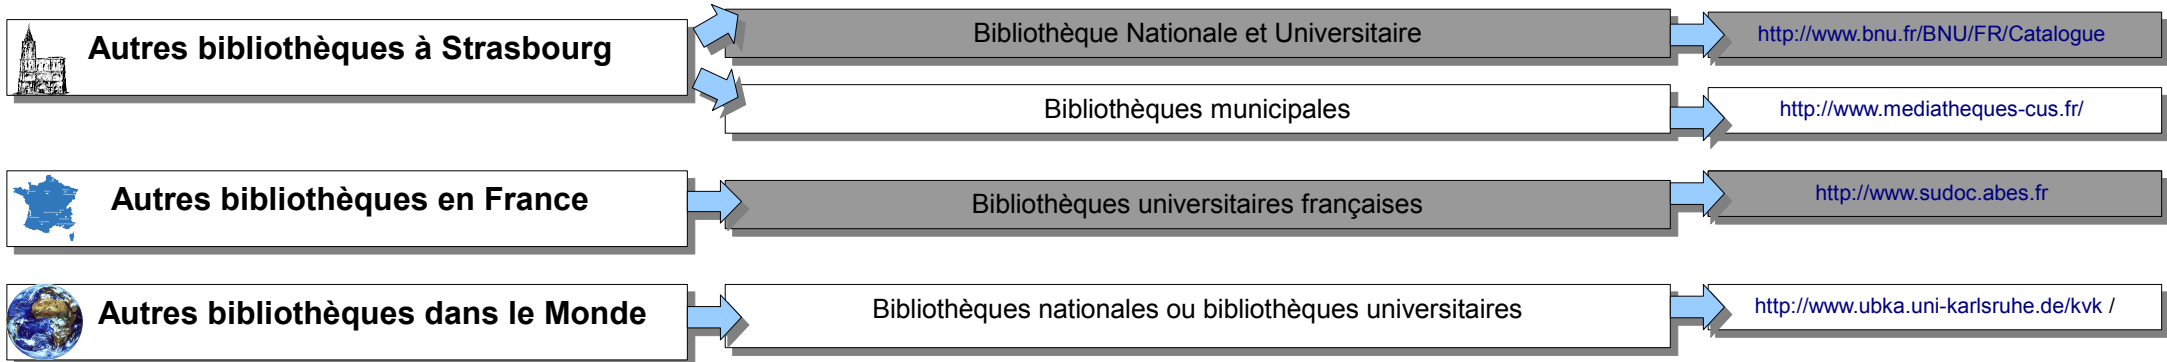 Autres bibliothèques à Strasbourg
Bibliothèque Nationale et Universitaire
http://www.bnu.fr/BNU/FR/Catalogue
Bibliothèques municipales
http://www.mediatheques-cus.fr/
Autres bibliothèques en France
Bibliothèques universitaires françaises
http://www.sudoc.abes.fr
Autres bibliothèques dans le Monde
Bibliothèques nationales ou bibliothèques universitaires
http://www.ubka.uni-karlsruhe.de/kvk /